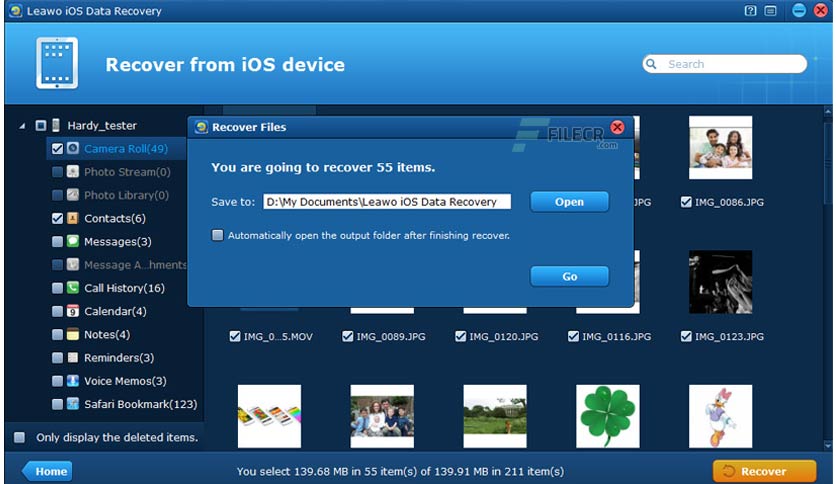 Leawo iOS Data Recovery
Recover from iOS device
Search
Hardy_tester
Camera Roll(49)
Photo Stream(0)
Photo Library(0)
Contacts(6)
Messages(3)
Message A...hments
Call History(16)
Calendar(4)
Notes(4)
Reminders(3)
Voice Memos(3)
Safari Bookmark(123)
Only display the deleted items.
Recover Files
FILECR
.com
You are going to recover 55 items.
Save to: D:\My Documents\Leawo iOS Data Recovery Open
Automatically open the output folder after finishing recover.
Go
JPG IMG_0086.JPG
IMG_0...5.MOV IMG_0089.JPG IMG_0120.JPG IMG_0116.JPG IMG_0123.JPG
Home
You select 139.68 MB in 55 item(s) of 139.91 MB in 211 item(s)
Recover